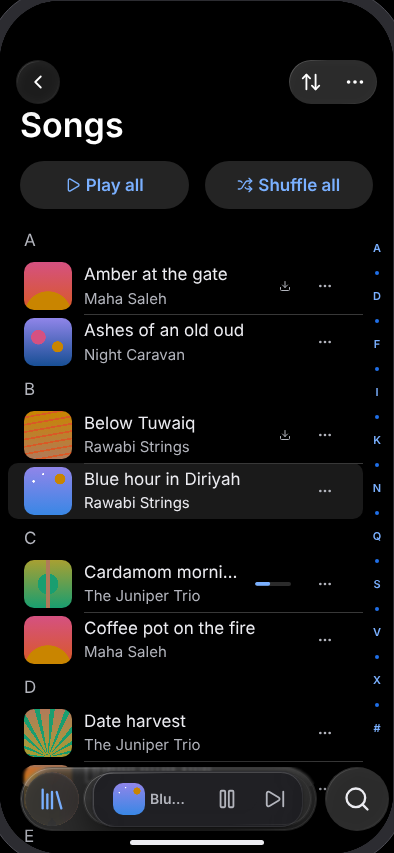 Songs
Play all
Shuffle all
A
Amber at the gate
Maha Saleh
Ashes of an old oud
Night Caravan
B
Below Tuwaiq
Rawabi Strings
Blue hour in Diriyah
Rawabi Strings
C
Cardamom morni...
The Juniper Trio
Coffee pot on the fire
Maha Saleh
D
Date harvest
The Juniper Trio
Blu...
E
A
D
F
I
K
N
Q
S
V
X
#